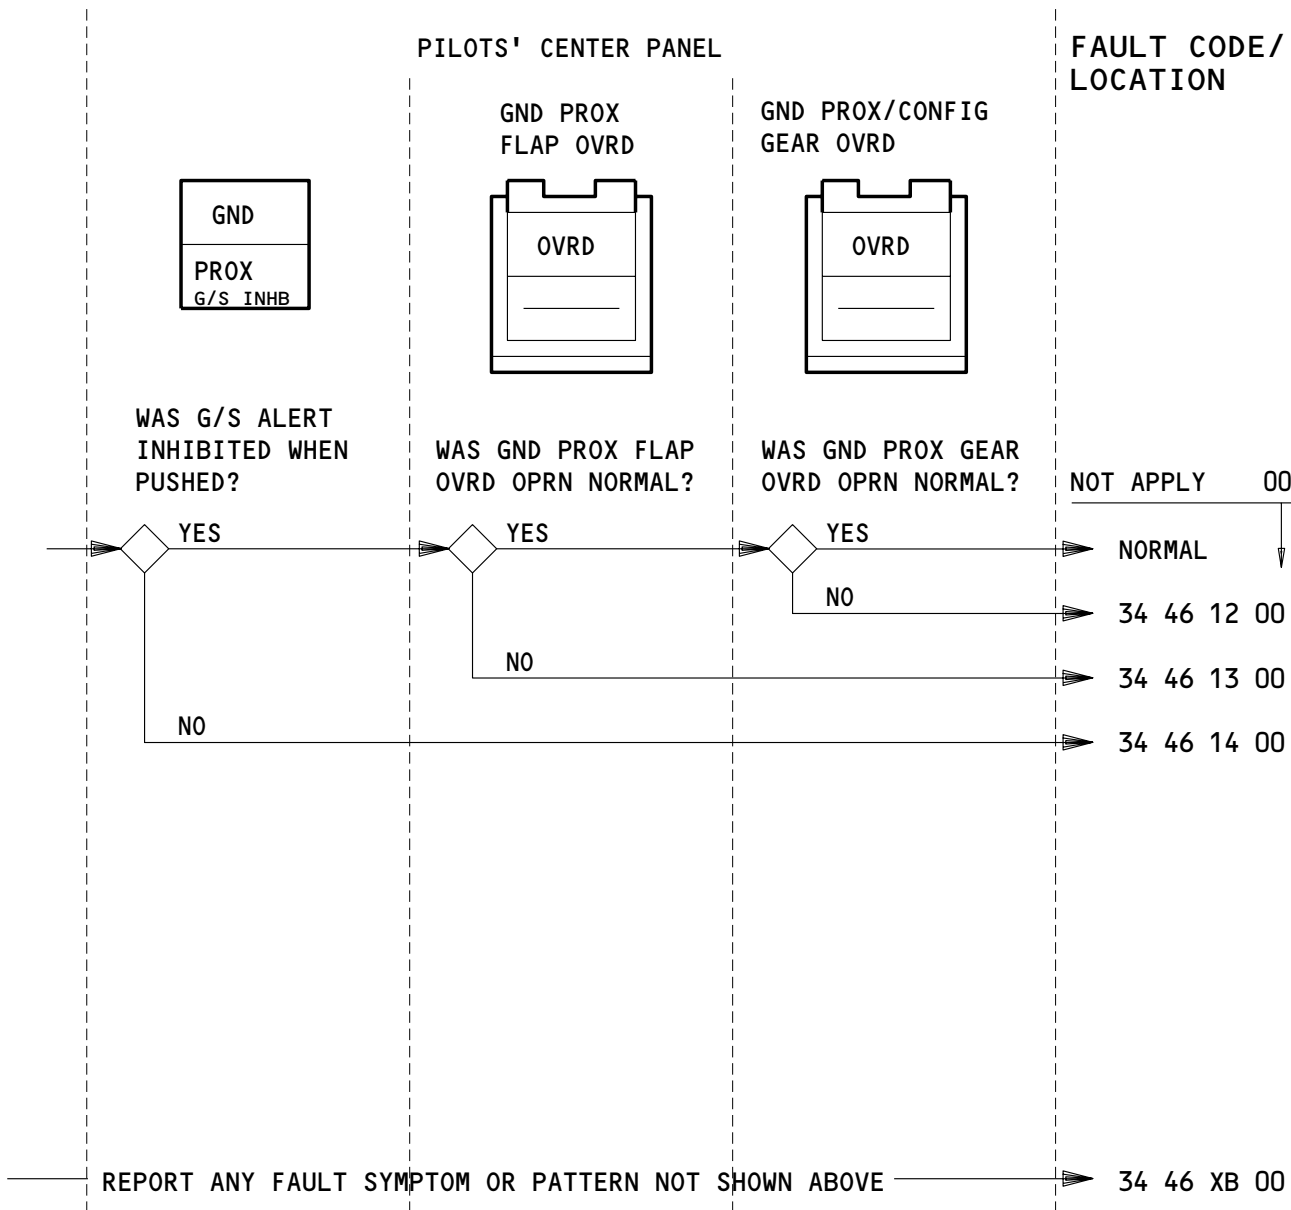 PILOTS' CENTER PANEL
FAULT CODE/
LOCATION
GND PROX
FLAP OVRD
GND PROX/CONFIG
GEAR OVRD
GND
PROX
G/S INHB
OVRD
OVRD
WAS G/S ALERT
INHIBITED WHEN
PUSHED?
WAS GND PROX FLAP
OVRD OPRN NORMAL?
WAS GND PROX GEAR
OVRD OPRN NORMAL?
NOT APPLY 00
YES
YES
YES
NORMAL
NO
34 46 12 00
NO
34 46 13 00
NO
34 46 14 00
REPORT ANY FAULT SYMPTOM OR PATTERN NOT SHOWN ABOVE
34 46 XB 00